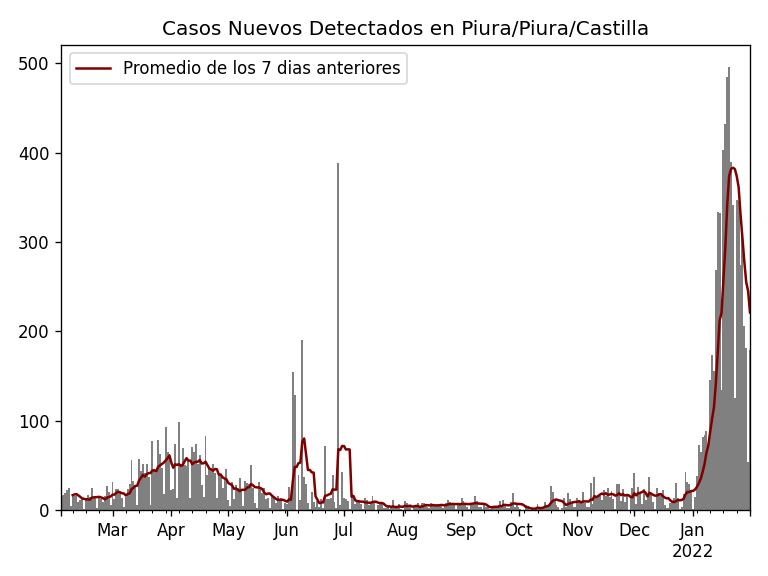 Casos Nuevos Detectados en Piura/Piura/Castilla
Promedio de los 7 dias anteriores
500
400
300
200
100
0
Mar Apr May Jun Jul Aug Sep Oct Nov Dec Jan
2022